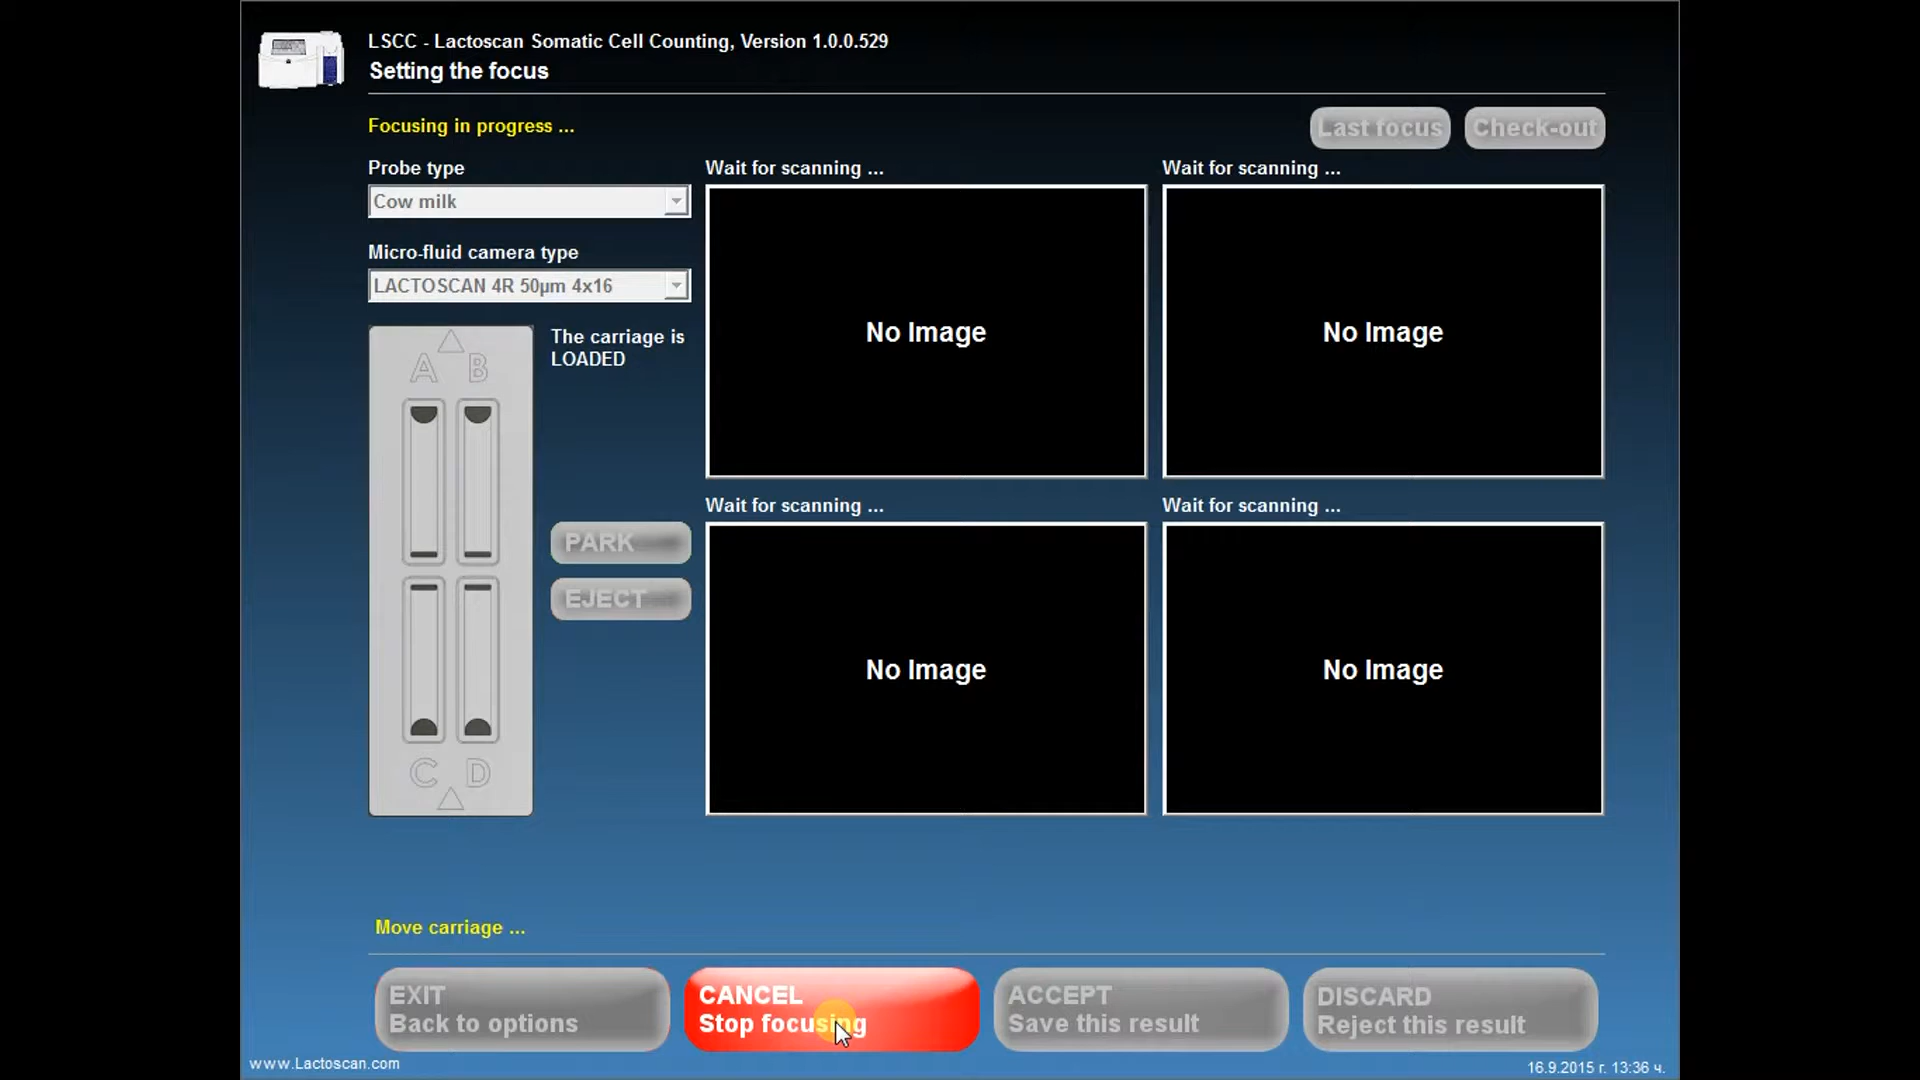 LSCC - Lactoscan Somatic Cell Counting, Version 1.0.0.529
Setting the focus
Focusing in progress ...
Last focus
Check-out
Probe type
Cow milk
Micro-fluid camera type
LACTOSCAN 4R 50µm 4x16
Wait for scanning ...
No Image
Wait for scanning ...
No Image
A B
The carriage is
LOADED
PARK
EJECT
C D
Wait for scanning ...
No Image
Wait for scanning ...
No Image
Move carriage ...
EXIT
Back to options
CANCEL
Stop focusing
ACCEPT
Save this result
DISCARD
Reject this result
www.Lactoscan.com
16.9.2015 г. 13:36 ч.